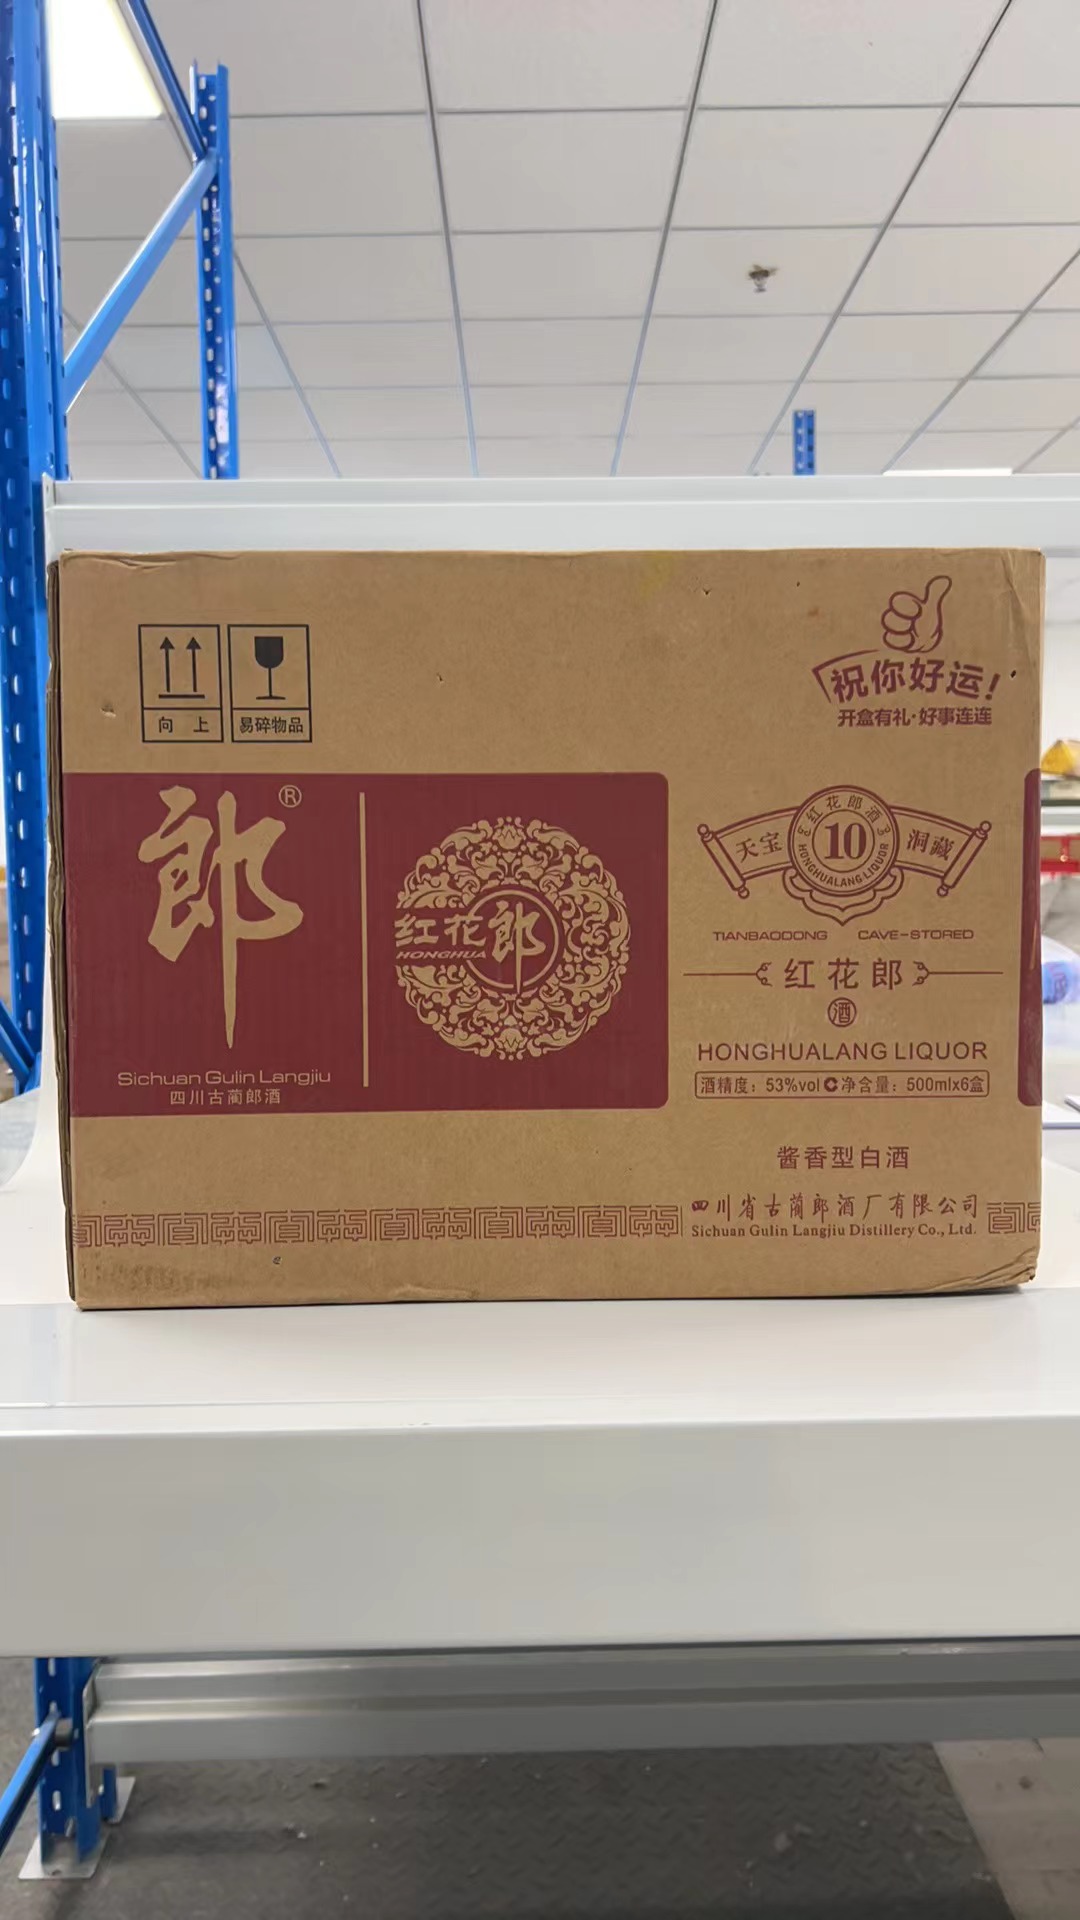 向 上
易碎物品
祝你好运!
开盒有礼·好事连连
郎®
Sichuan Gulin Langjiu
四川古蔺郎酒
红花郎
HONGHUA
天宝
红花郎酒
10
HONGHUALANG LIQUOR
洞藏
TIANBAODONG CAVE-STORED
红花郎
酒
HONGHUALANG LIQUOR
酒精度：53%vol 净含量：500mlx6盒
酱香型白酒
四川省古蔺郎酒厂有限公司
Sichuan Gulin Langjiu Distillery Co., Ltd.